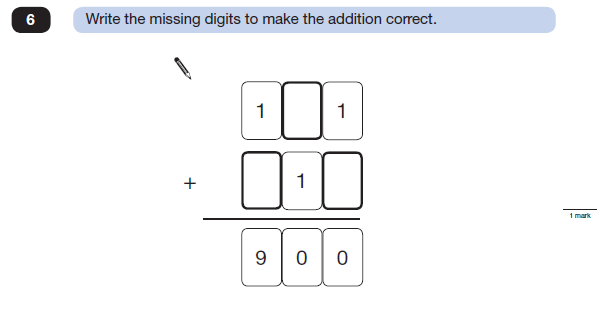 6 Write the missing digits to make the addition correct.
1 1
+ 1
9 0 0
1 mark